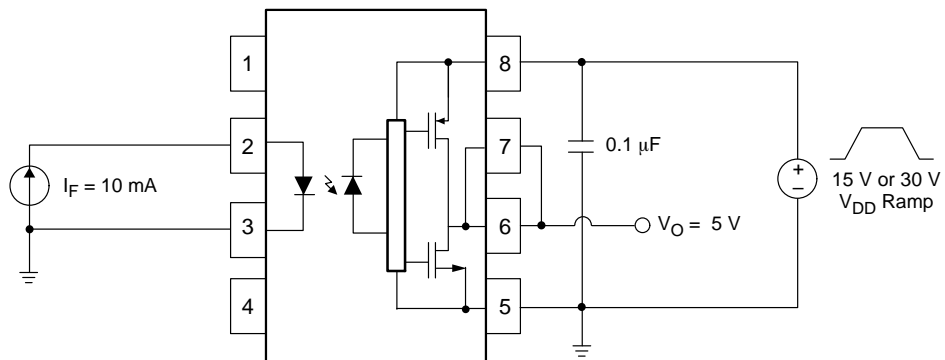 1
8
2
7
0.1 μF
I_F = 10 mA
+
−
15 V or 30 V
V_DD Ramp
3
6
V_O = 5 V
4
5